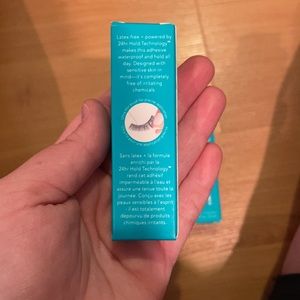 Latex-free + powered by
24hr Hold Technology™
makes this adhesive
waterproof and hold all
day. Designed with
sensitive skin in
mind—it's completely
free of irritating
chemicals.
Sans latex + la formule
enrichi par la
24hr Hold Technology™
rend cet adhésif
imperméable à l'eau et
assure une tenue toute la
journée. Conçu avec les
peaux sensibles à l'esprit
- il est totalement
dépourvu de produits
chimiques irritants.